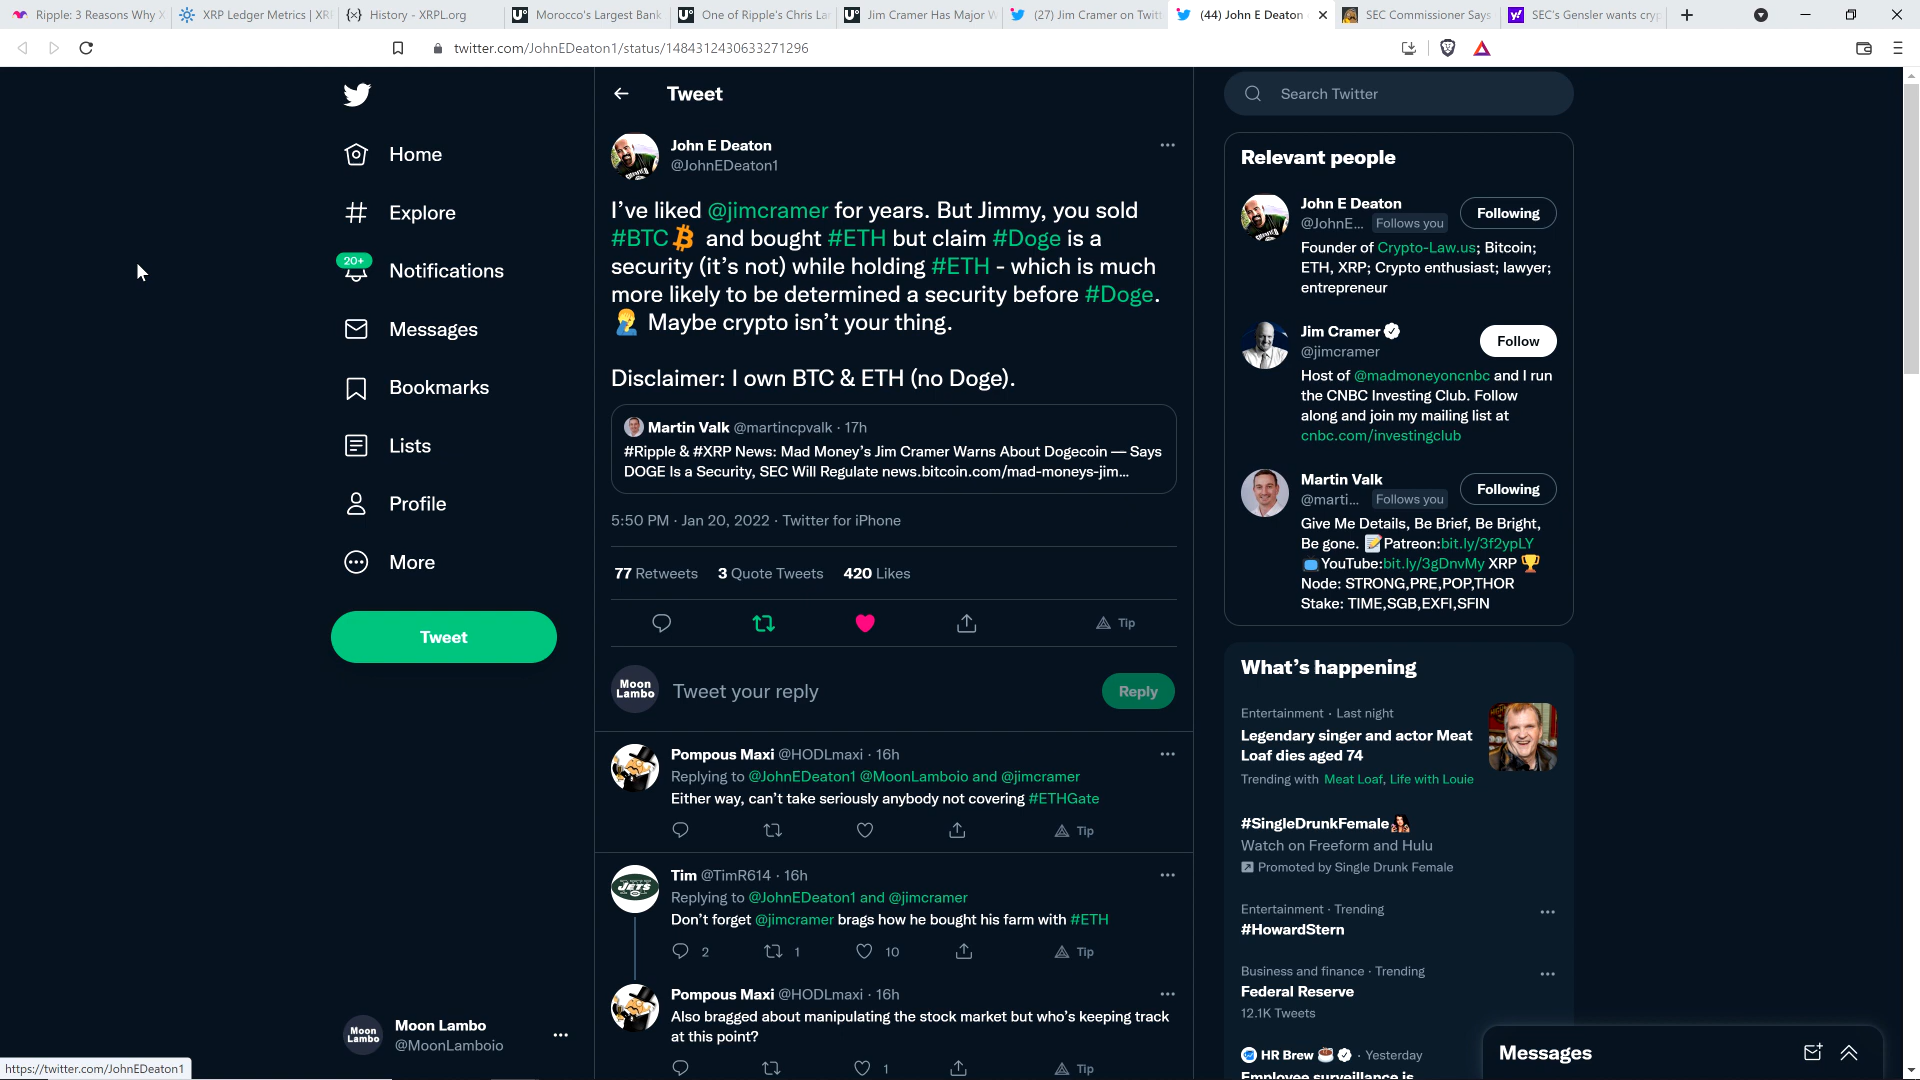 Ripple: 3 Reasons Why X
XRP Ledger Metrics | XR
{x} History - XRPL.org
Morocco's Largest Bank
One of Ripple's Chris La
Jim Cramer Has Major W
(27) Jim Cramer on Twitt
(44) John E Deaton
SEC Commissioner Says
SEC's Gensler wants cryp
twitter.com/JohnEDeaton1/status/1484312430633271296
Home
Explore
20+
Notifications
Messages
Bookmarks
Lists
Profile
More
Tweet
Moon Lambo
Moon Lambo
@MoonLamboio
https://twitter.com/JohnEDeaton1
Tweet
John E Deaton
@JohnEDeaton1
I've liked @jimcramer for years. But Jimmy, you sold
#BTC and bought #ETH but claim #Doge is a
security (it's not) while holding #ETH - which is much
more likely to be determined a security before #Doge.
🤦‍♂️ Maybe crypto isn't your thing.
Disclaimer: I own BTC & ETH (no Doge).
Martin Valk @martincpvalk · 17h
#Ripple & #XRP News: Mad Money's Jim Cramer Warns About Dogecoin — Says
DOGE Is a Security, SEC Will Regulate news.bitcoin.com/mad-moneys-jim…
5:50 PM · Jan 20, 2022 · Twitter for iPhone
77 Retweets 3 Quote Tweets 420 Likes
Tip
Moon Lambo
Tweet your reply
Reply
Pompous Maxi @HODLmaxi · 16h
Replying to @JohnEDeaton1 @MoonLamboio and @jimcramer
Either way, can't take seriously anybody not covering #ETHGate
Tip
JETS
Tim @TimR614 · 16h
Replying to @JohnEDeaton1 and @jimcramer
Don't forget @jimcramer brags how he bought his farm with #ETH
2 1 10 Tip
Pompous Maxi @HODLmaxi · 16h
Also bragged about manipulating the stock market but who's keeping track
at this point?
1 Tip
Search Twitter
Relevant people
John E Deaton
@JohnE... Follows you
Following
Founder of Crypto-Law.us; Bitcoin;
ETH, XRP; Crypto enthusiast; lawyer;
entrepreneur
Jim Cramer
@jimcramer
Follow
Host of @madmoneyoncnbc and I run
the CNBC Investing Club. Follow
along and join my mailing list at
cnbc.com/investingclub
Martin Valk
@marti... Follows you
Following
Give Me Details, Be Brief, Be Bright,
Be gone. 📝Patreon:bit.ly/3f2ypLY
📺YouTube:bit.ly/3gDnvMy XRP 🏆
Node: STRONG,PRE,POP,THOR
Stake: TIME,SGB,EXFI,SFIN
What's happening
Entertainment · Last night
Legendary singer and actor Meat
Loaf dies aged 74
Trending with Meat Loaf, Life with Louie
#SingleDrunkFemale
Watch on Freeform and Hulu
Promoted by Single Drunk Female
Entertainment · Trending
#HowardStern
Business and finance · Trending
Federal Reserve
12.1K Tweets
HR Brew ☕ · Yesterday
Employee surveillance is
Messages